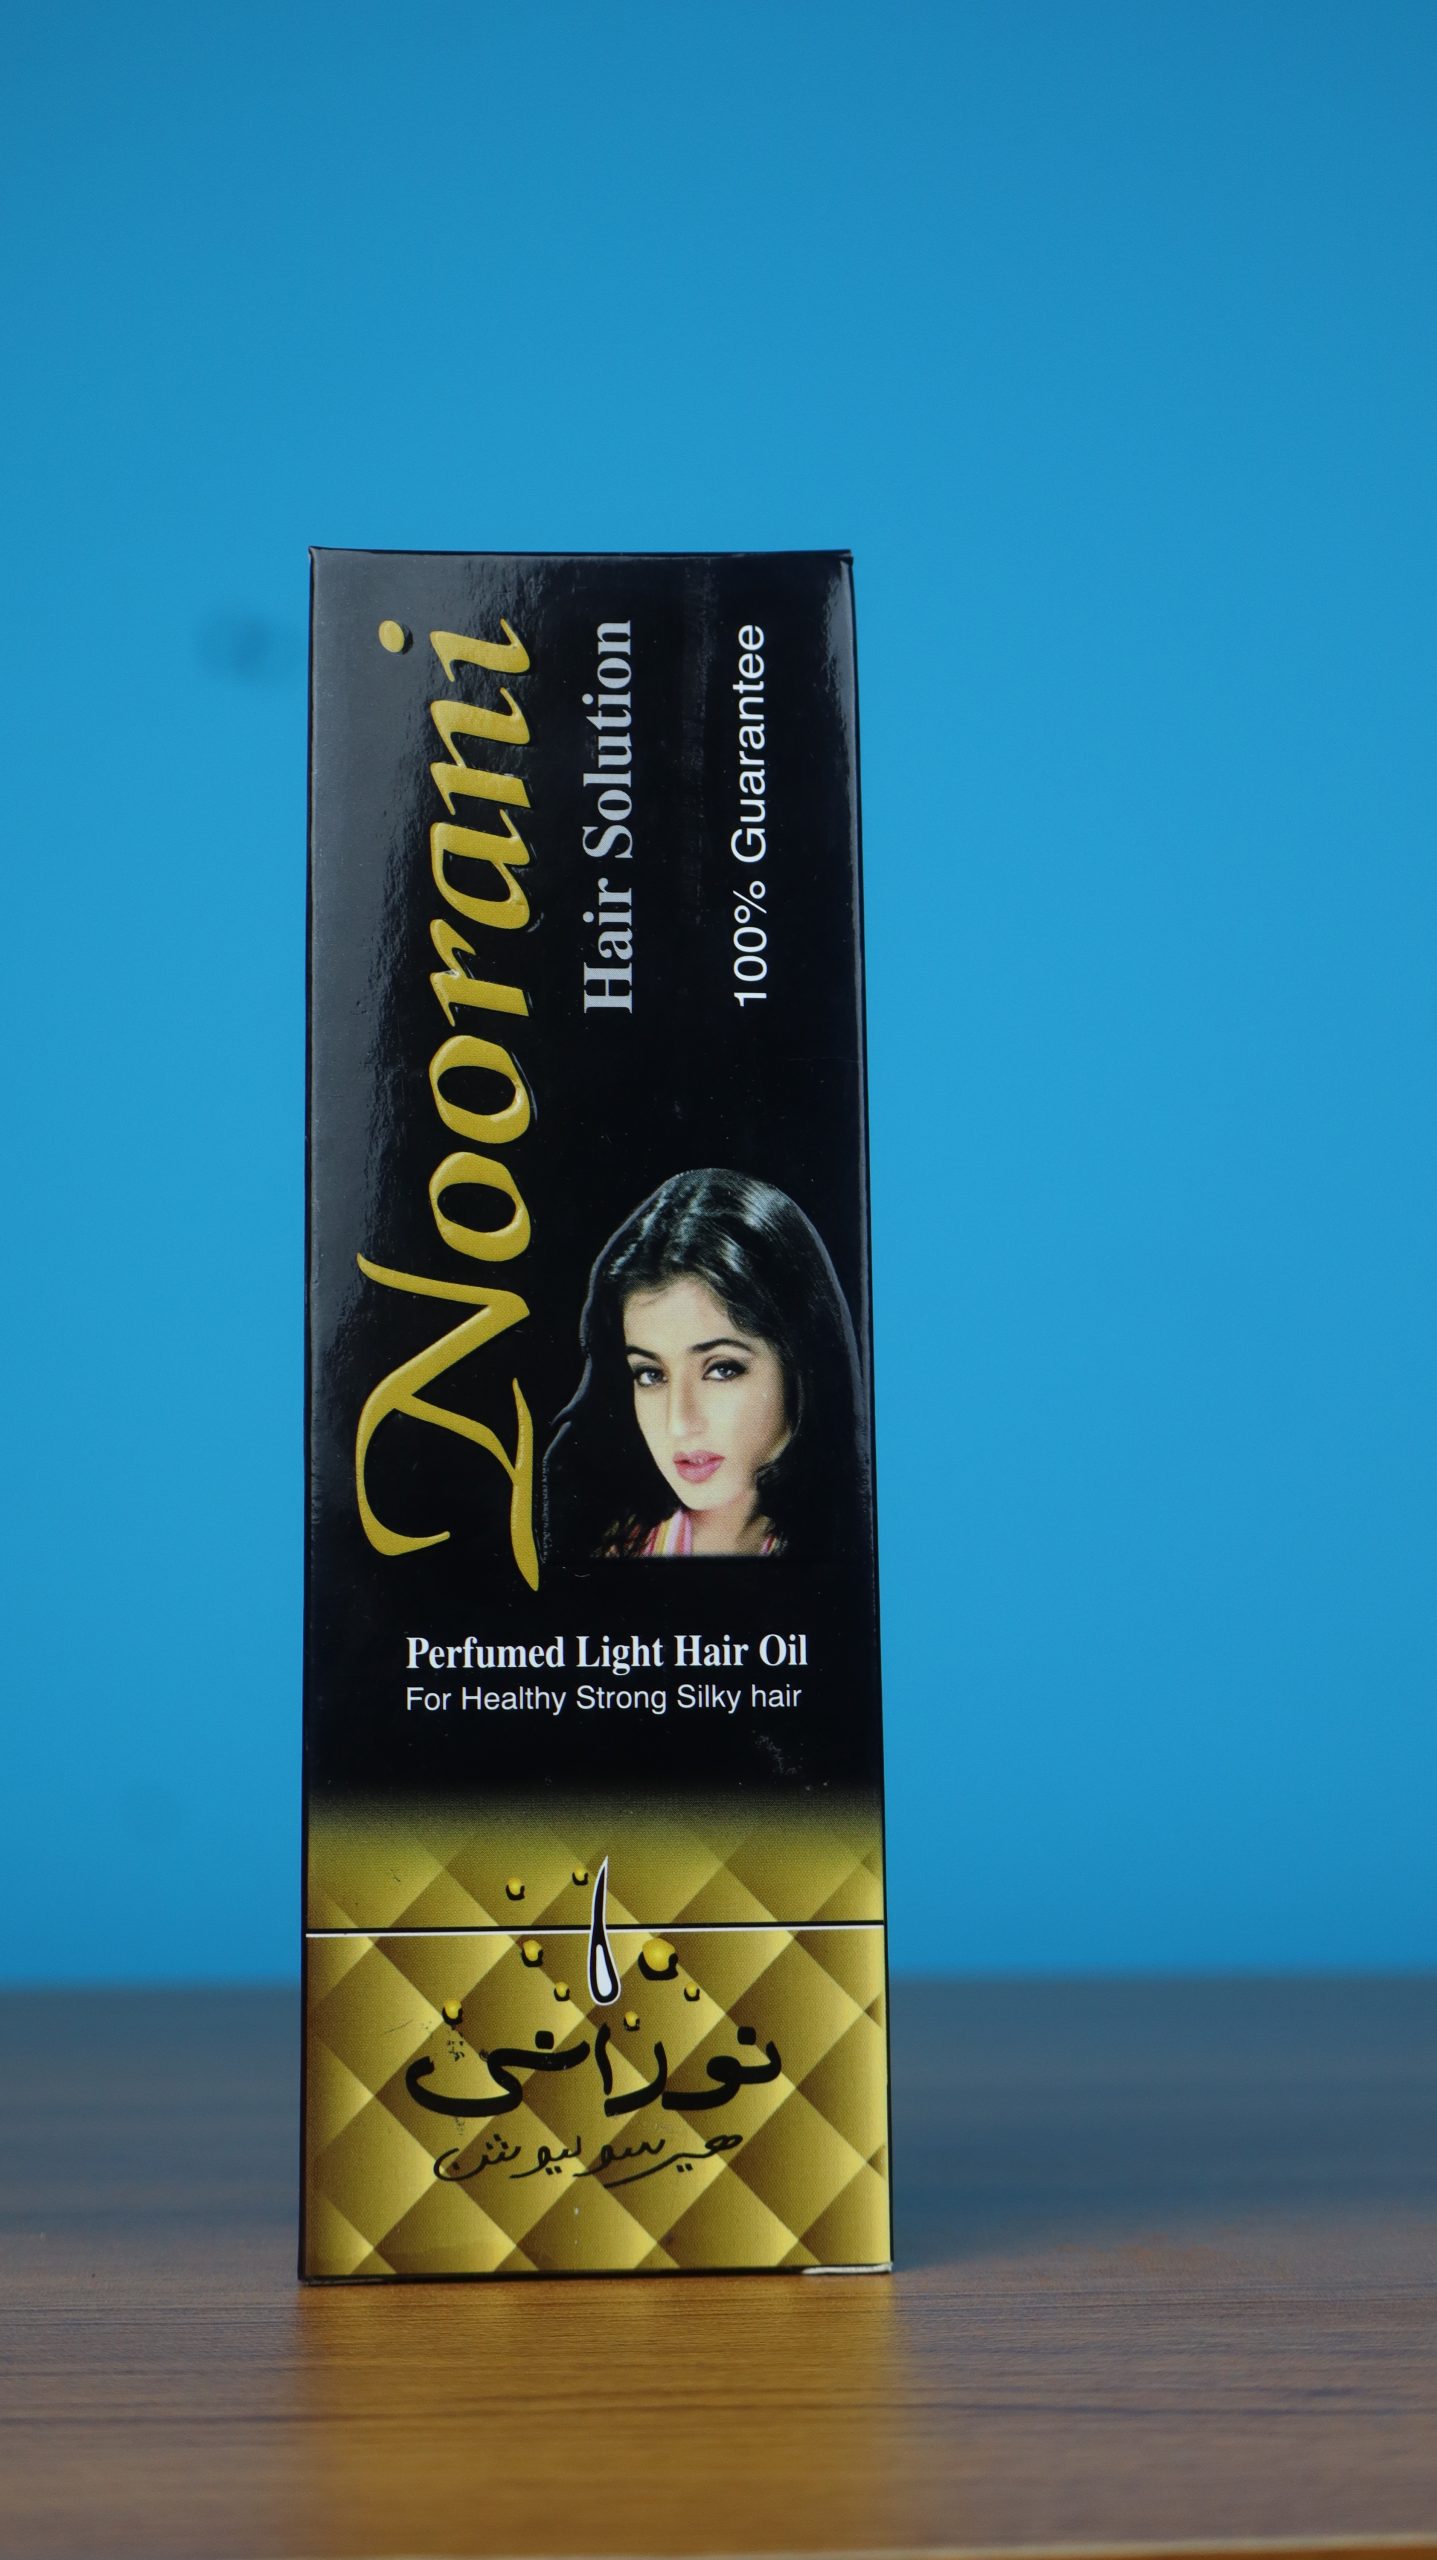 Noorani
Hair Solution
100% Guarantee
Perfumed Light Hair Oil
For Healthy Strong Silky hair
نورانی
ھیر سولیوشن